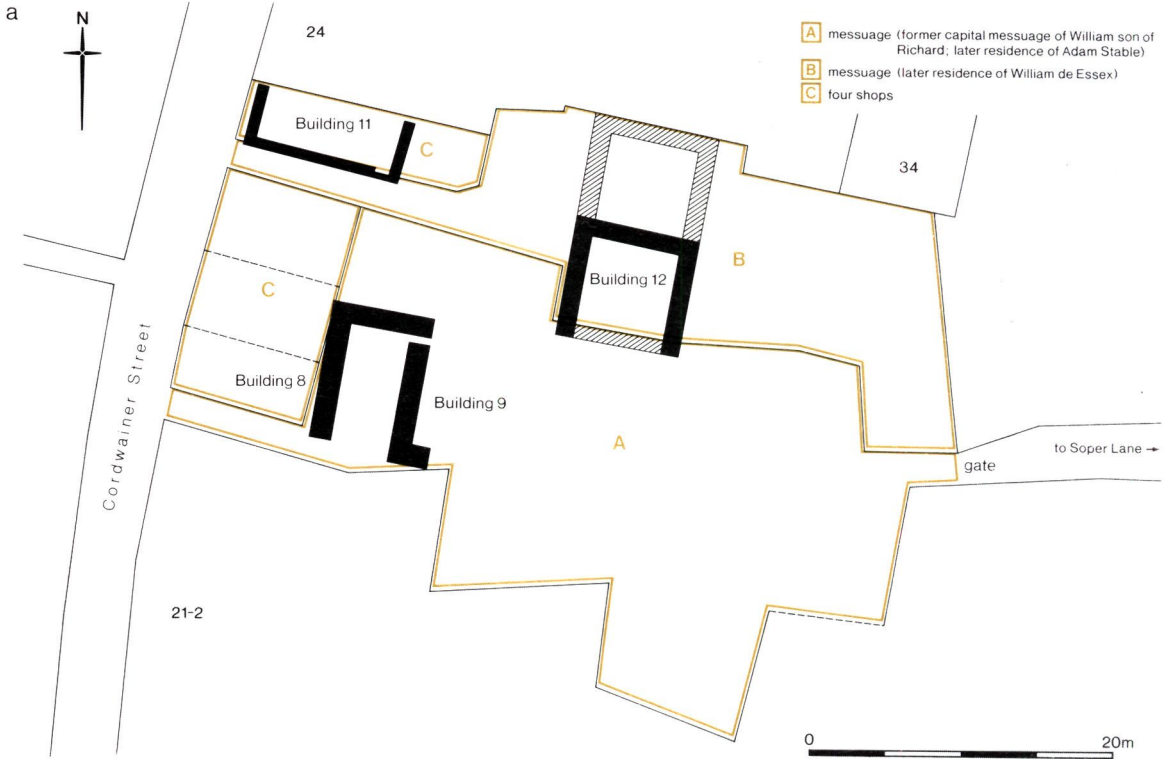 a
N
24
A messuage (former capital messuage of William son of
Richard; later residence of Adam Stable)
B messuage (later residence of William de Essex)
C four shops
Building 11
C
34
Building 12
B
C
Building 8
Building 9
A
Cordwainer Street
to Soper Lane →
gate
21-2
0 20m